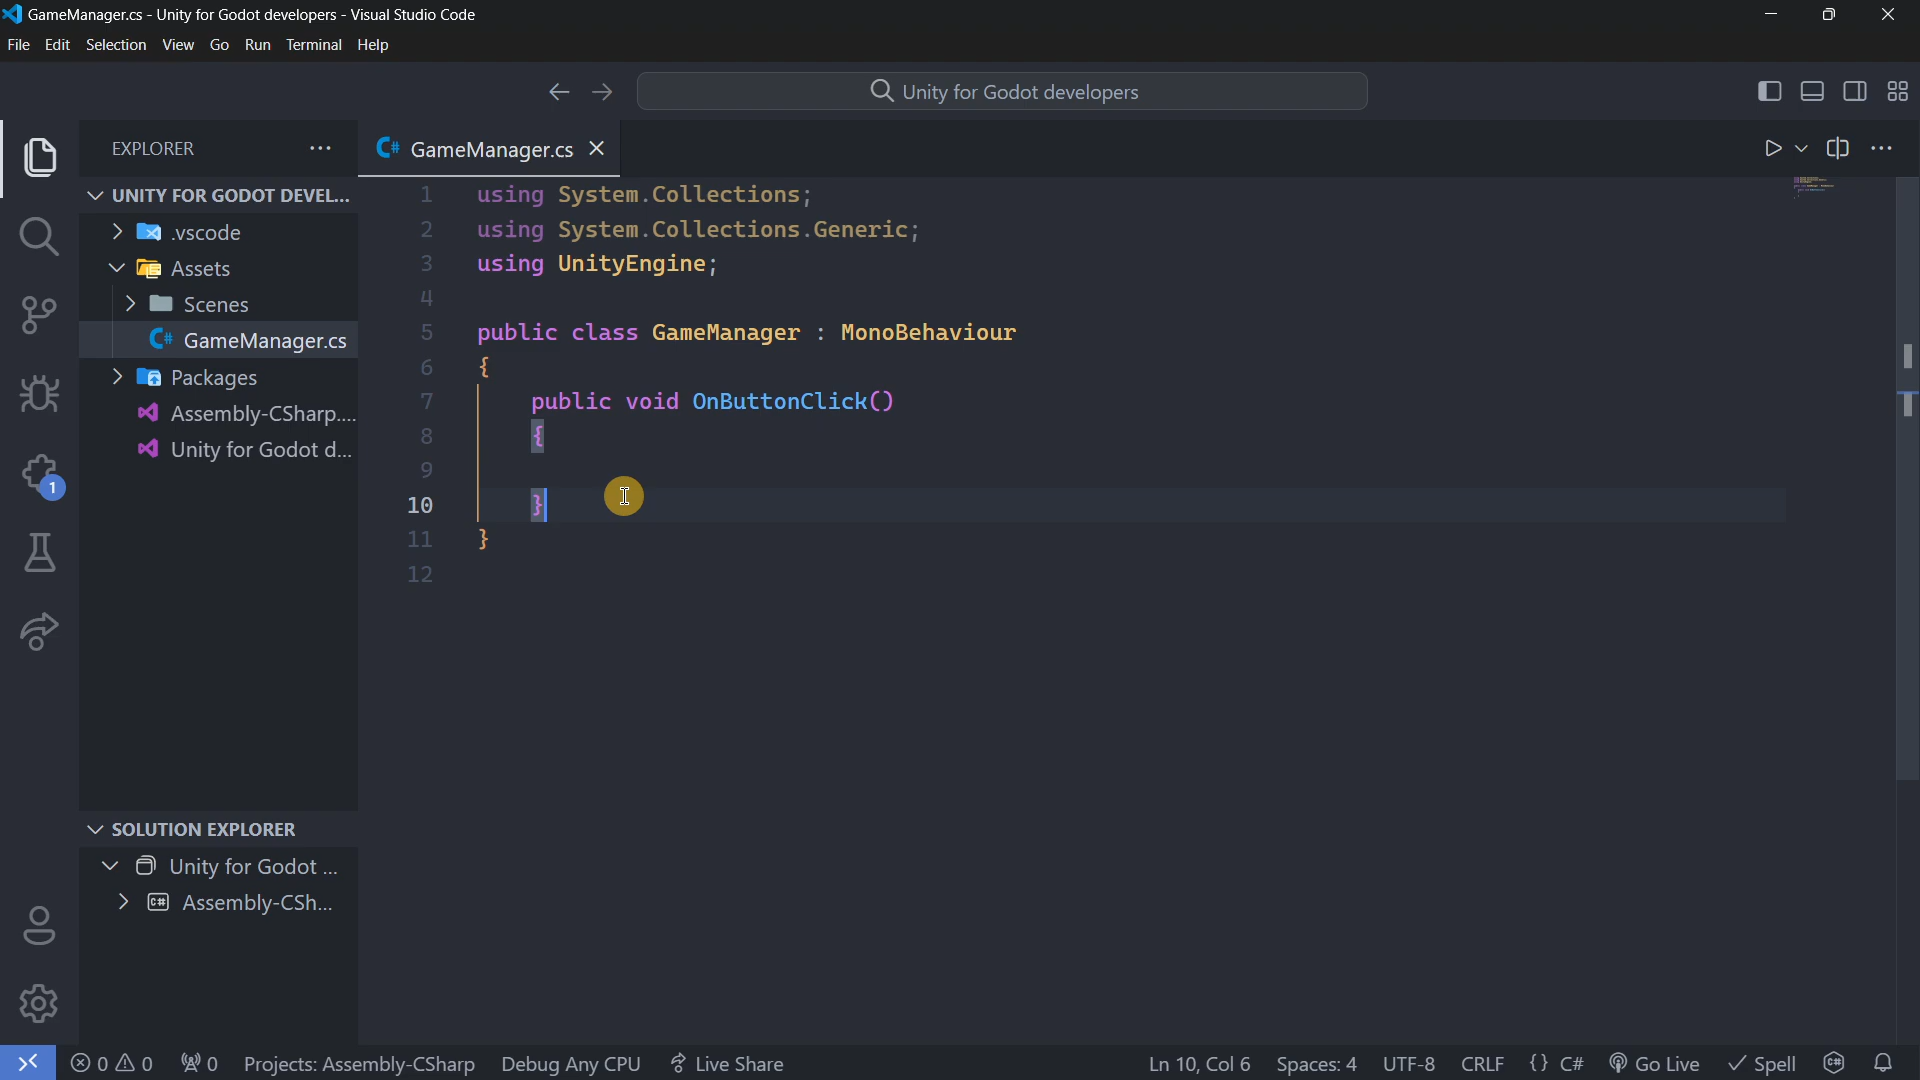 GameManager.cs - Unity for Godot developers - Visual Studio Code
File Edit Selection View Go Run Terminal Help
Unity for Godot developers
EXPLORER
GameManager.cs
UNITY FOR GODOT DEVEL...
.vscode
Assets
Scenes
GameManager.cs
Packages
Assembly-CSharp....
Unity for Godot d...
1 using System.Collections;
2 using System.Collections.Generic;
3 using UnityEngine;
4
5 public class GameManager : MonoBehaviour
6 {
7 public void OnButtonClick()
8 {
9
10 }
11 }
12
1
SOLUTION EXPLORER
Unity for Godot ...
Assembly-CSh...
0 0 0 Projects: Assembly-CSharp Debug Any CPU Live Share Ln 10, Col 6 Spaces: 4 UTF-8 CRLF {} C# Go Live Spell